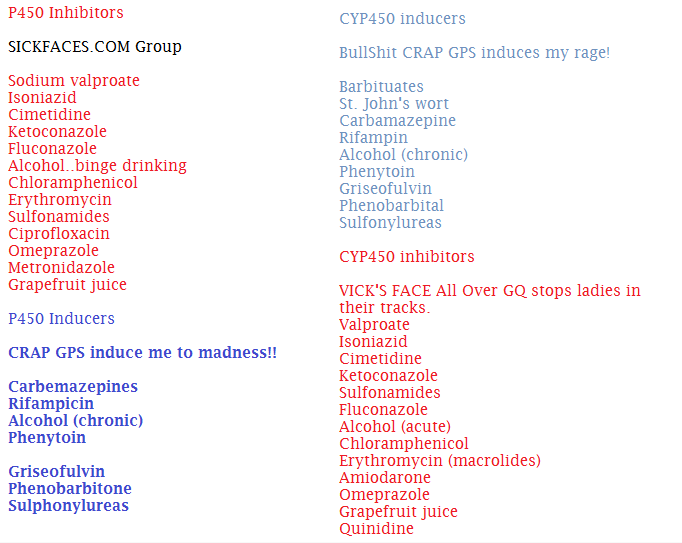 P450 Inhibitors
SICKFACES.COM Group
Sodium valproate
Isoniazid
Cimetidine
Ketoconazole
Fluconazole
Alcohol..binge drinking
Chloramphenicol
Erythromycin
Sulfonamides
Ciprofloxacin
Omeprazole
Metronidazole
Grapefruit juice
P450 Inducers
CRAP GPS induce me to madness!!
Carbemazepines
Rifampicin
Alcohol (chronic)
Phenytoin
Griseofulvin
Phenobarbitone
Sulphonylureas
CYP450 inducers
BullShit CRAP GPS induces my rage!
Barbituates
St. John's wort
Carbamazepine
Rifampin
Alcohol (chronic)
Phenytoin
Griseofulvin
Phenobarbital
Sulfonylureas
CYP450 inhibitors
VICK'S FACE All Over GQ stops ladies in
their tracks.
Valproate
Isoniazid
Cimetidine
Ketoconazole
Sulfonamides
Fluconazole
Alcohol (acute)
Chloramphenicol
Erythromycin (macrolides)
Amiodarone
Omeprazole
Grapefruit juice
Quinidine